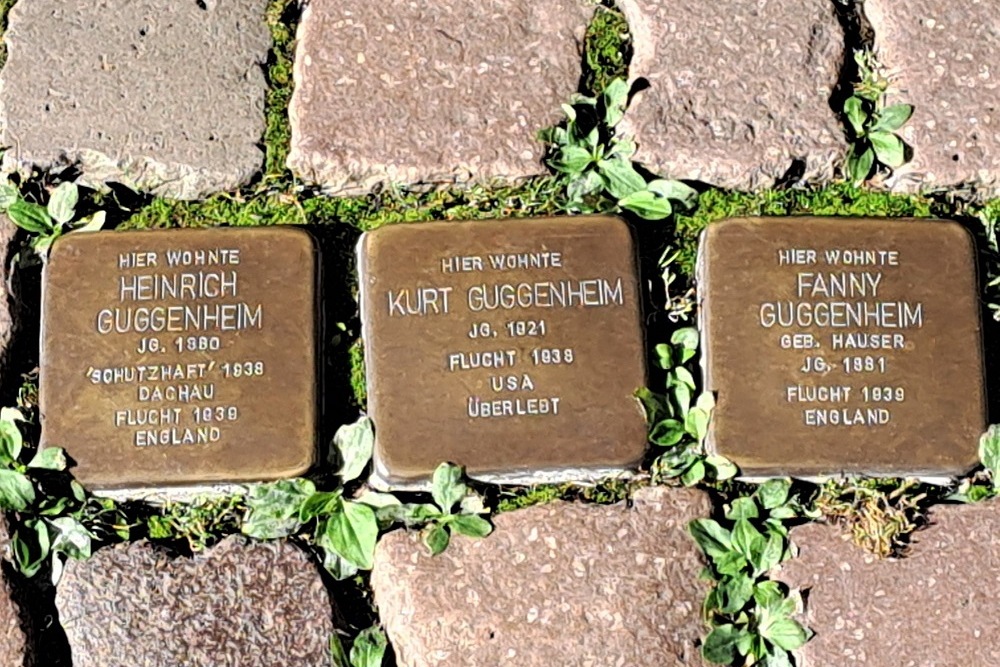 HIER WOHNTE
HEINRICH
GUGGENHEIM
JG. 1880
'SCHUTZHAFT' 1938
DACHAU
FLUCHT 1939
ENGLAND
HIER WOHNTE
KURT GUGGENHEIM
JG. 1921
FLUCHT 1938
USA
ÜBERLEBT
HIER WOHNTE
FANNY
GUGGENHEIM
GEB. HAUSER
JG. 1881
FLUCHT 1939
ENGLAND